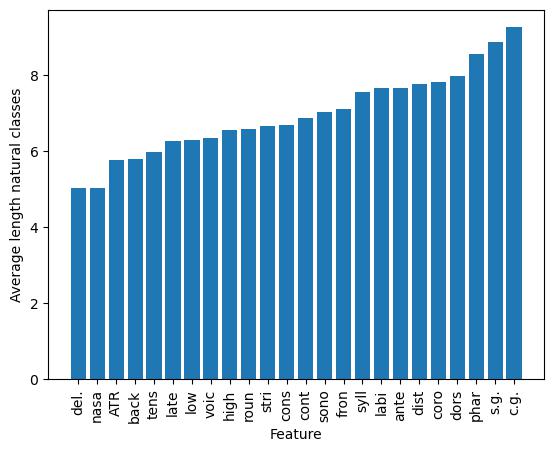 Average length natural classes
8
6
4
2
0
del. nasa ATR back tens late low voic high roun stri cons cont sono fron syll labi ante dist coro dors phar s.g. c.g.
Feature